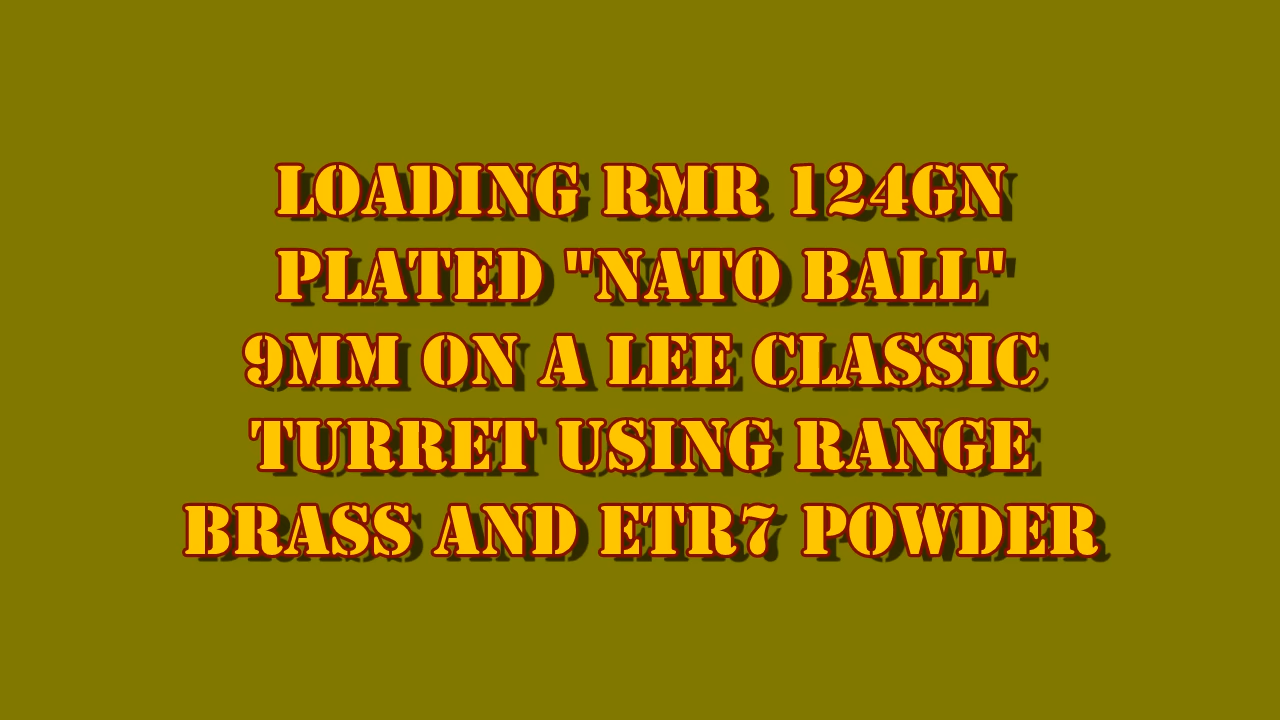 LOADING RMR 124GN
PLATED "NATO BALL"
9MM ON A LEE CLASSIC
TURRET USING RANGE
BRASS AND ETR7 POWDER